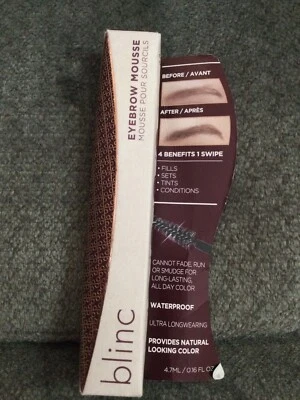 blinc
EYEBROW MOUSSE
MOUSSE POUR SOURCILS
BEFORE / AVANT
AFTER / APRÈS
4 BENEFITS 1 SWIPE
• FILLS
• SETS
• TINTS
• CONDITIONS
CANNOT FADE, RUN
OR SMUDGE FOR
LONG-LASTING,
ALL DAY COLOR
WATERPROOF
ULTRA LONGWEARING
PROVIDES NATURAL
LOOKING COLOR
4.7ML / 0.16 FL OZ